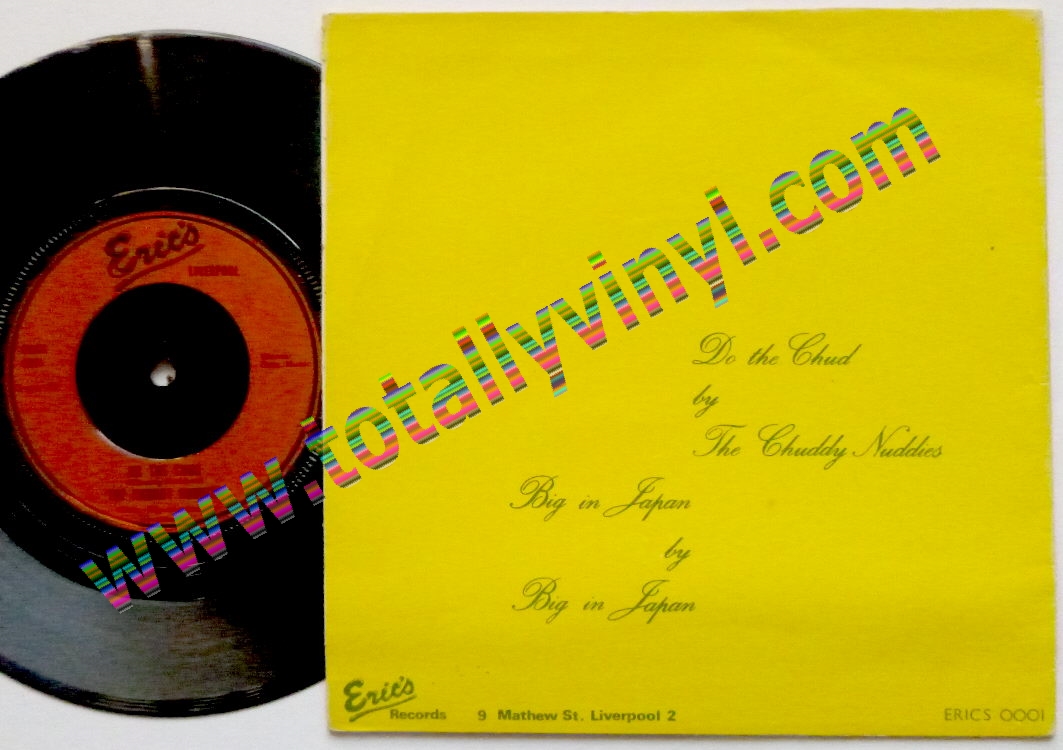 Eric's
LIVERPOOL
www.totallyvinyl.com
Do the Chud
by
The Chuddy Nuddies
Big in Japan
by
Big in Japan
Eric's
Records 9 Mathew St. Liverpool 2
ERICS 0001